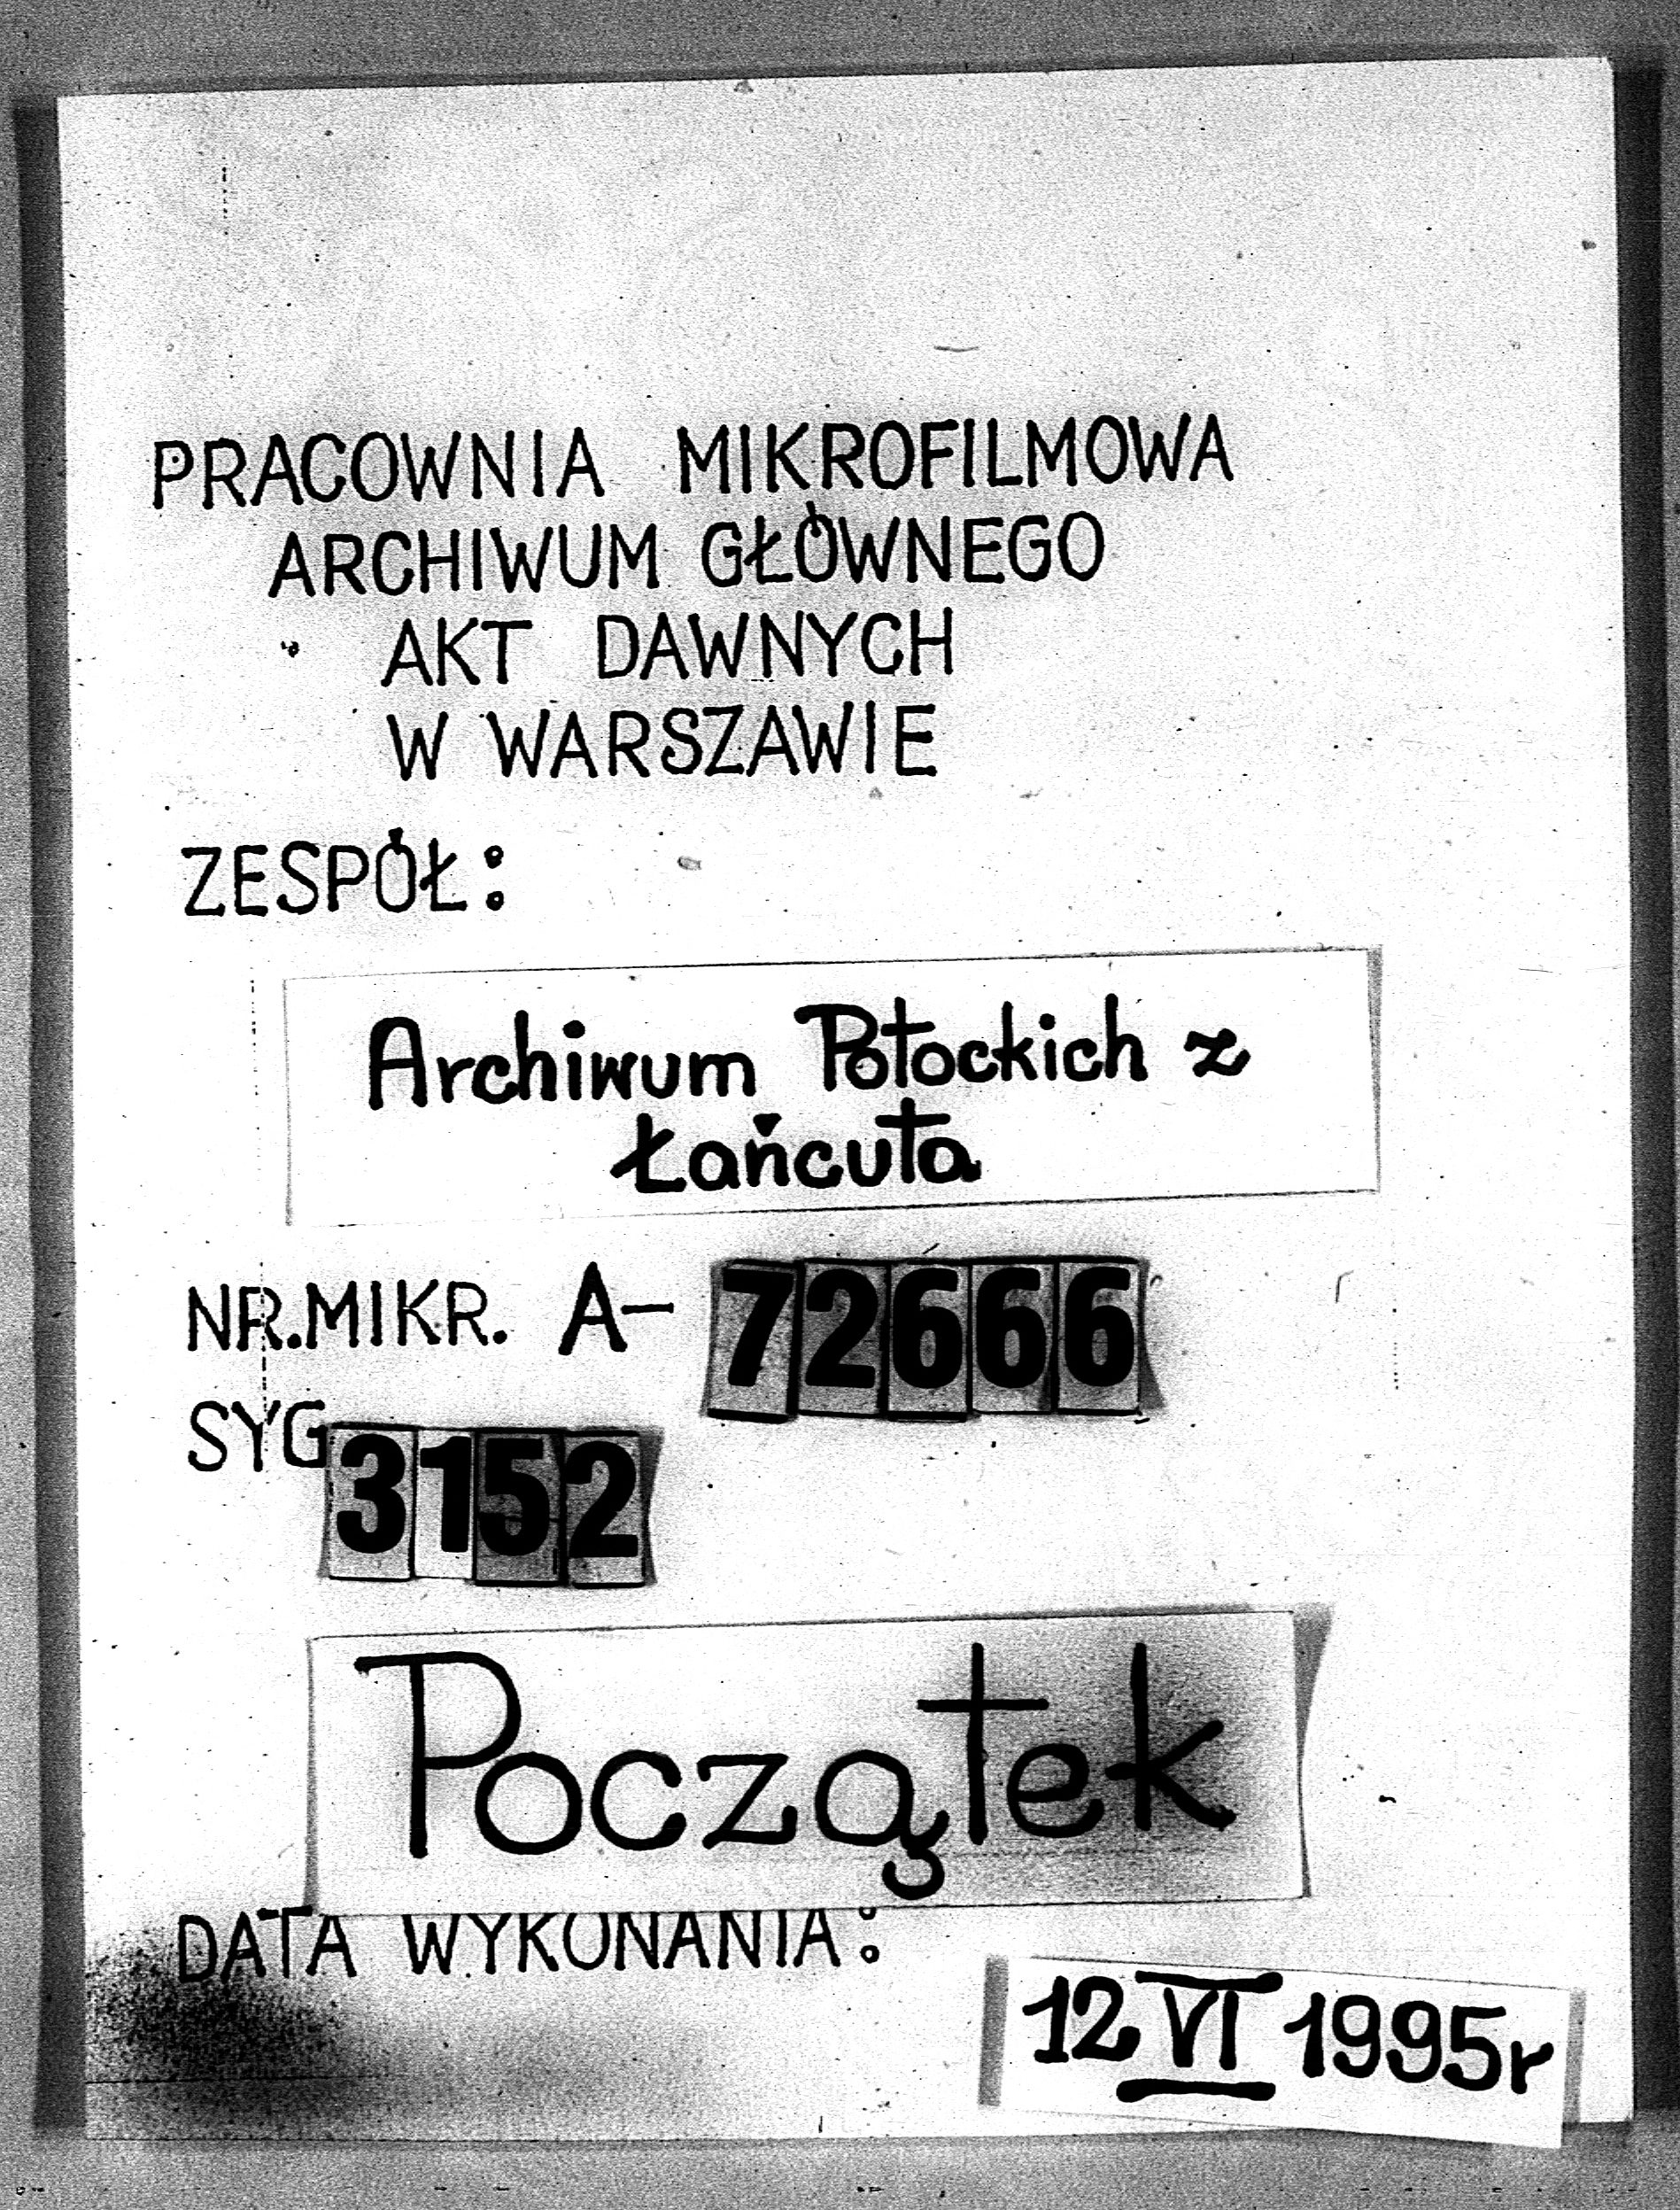 PRACOWNIA MIKROFILMOWA
ARCHIWUM GŁÓWNEGO
AKT DAWNYCH
W WARSZAWIE
ZESPÓŁ:
Archiwum Potockich z
Łańcuta
NR.MIKR. A- 72666
SYG 3152
Początek
DATA WYKONANIA:
12 VI 1995r